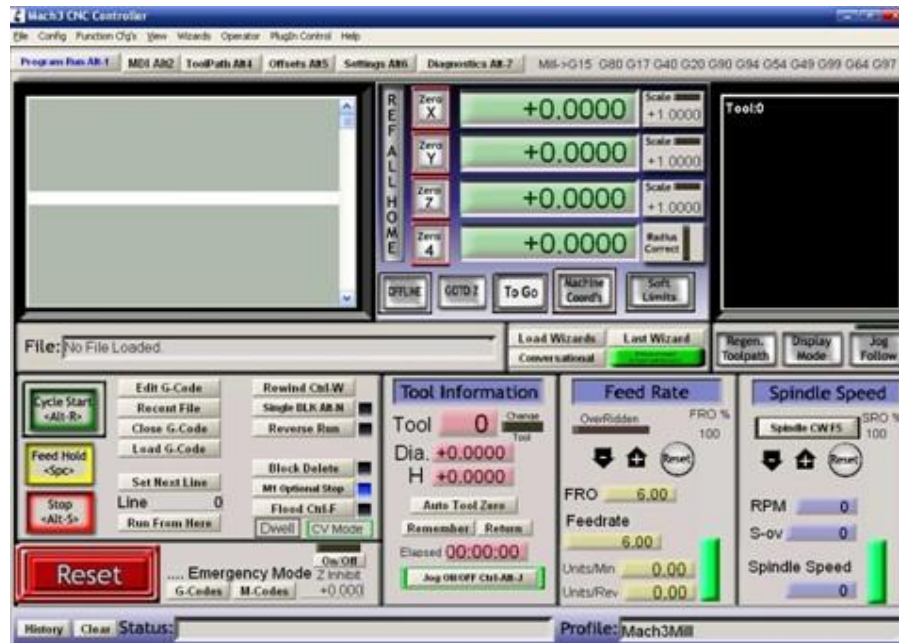 Mach3 CNC Controller
File Config Function Cfg's View Wizards Operator PlugIn Control Help
Program Run Alt-1 MDI Alt2 ToolPath Alt4 Offsets Alt5 Settings Alt6 Diagnostics Alt-7 Mill->G15 G80 G17 G40 G20 G90 G94 G54 G49 G99 G64 G97
REF ALL HOME
Zero X +0.0000 Scale +1.0000
Zero Y +0.0000 Scale +1.0000
Zero Z +0.0000 Scale +1.0000
Zero 4 +0.0000 Radius Correct
OFFLINE GOTO Z To Go Machine Coord's Soft Limits
Tool:0
File: No File Loaded.
Load Wizards Last Wizard
Conversational
Regen. Toolpath Display Mode Jog Follow
Cycle Start <Alt-R>
Feed Hold <Spc>
Stop <Alt-S>
Edit G-Code Rewind Ctrl-W
Recent File Single BLK Alt-N
Close G-Code Reverse Run
Load G-Code
Set Next Line Block Delete
M1 Optional Stop
Line 0 Flood Ctrl-F
Run From Here Dwell CV Mode
Reset
.... Emergency Mode
G-Codes M-Codes
On/Off
Z Inhibit
+0.000
Tool Information
Tool 0 Change Tool
Dia. +0.0000
H +0.0000
Auto Tool Zero
Remember Return
Elapsed 00:00:00
Jog ON/OFF Ctrl-Alt-J
Feed Rate
OverRidden FRO %
100
Reset
FRO 6.00
Feedrate
6.00
Units/Min 0.00
Units/Rev 0.00
Spindle Speed
Spindle CW F5 SRO %
100
Reset
RPM 0
S-ov 0
Spindle Speed
0
History Clear Status: Profile: Mach3Mill